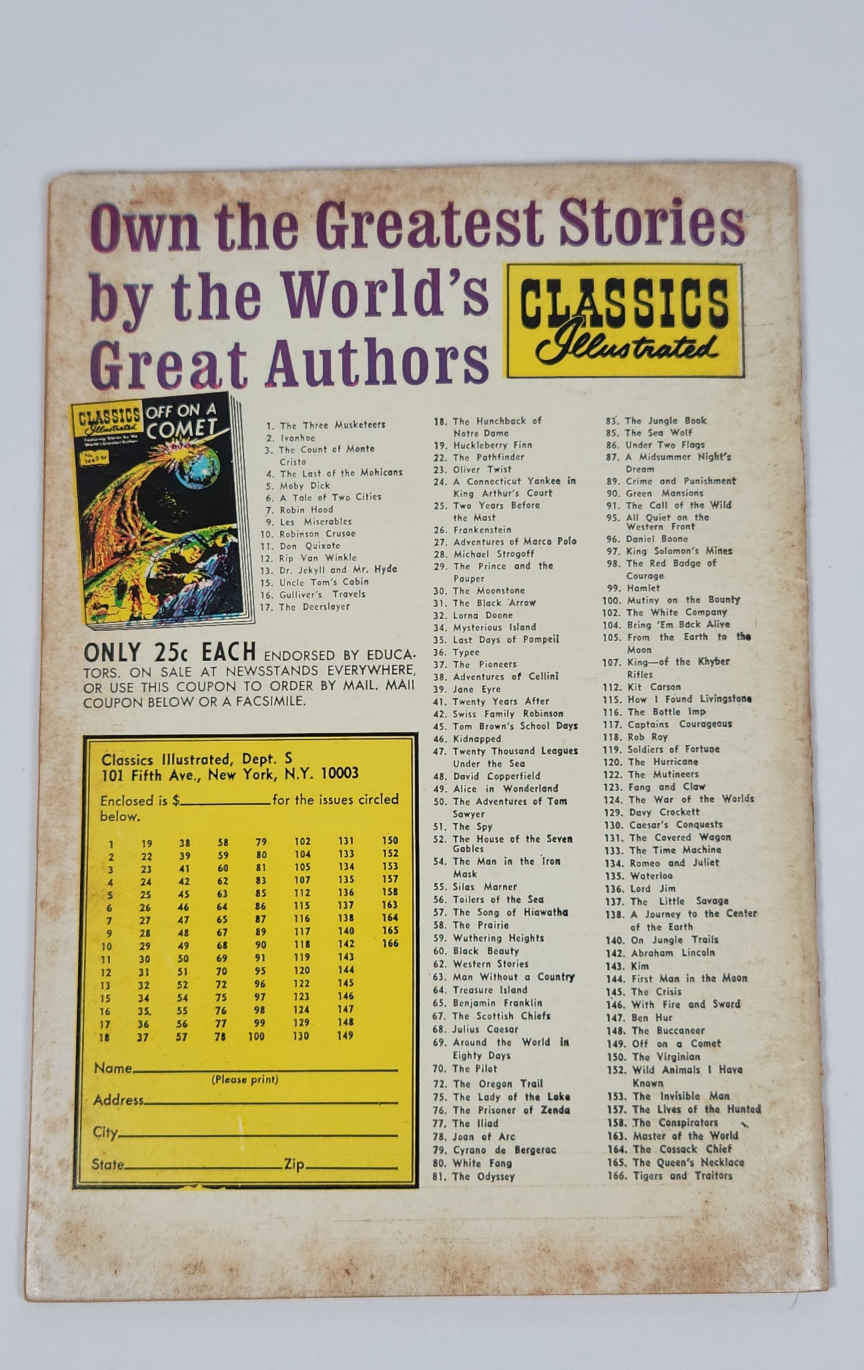 Own the Greatest Stories
by the World's
Great Authors
CLASSICS
Illustrated
CLASSICS
Illustrated
OFF ON A
COMET
1. The Three Musketeers
2. Ivanhoe
3. The Count of Monte
Cristo
4. The Last of the Mohicans
5. Moby Dick
6. A Tale of Two Cities
7. Robin Hood
9. Les Miserables
10. Robinson Crusoe
11. Don Quixote
12. Rip Van Winkle
13. Dr. Jekyll and Mr. Hyde
15. Uncle Tom's Cabin
16. Gulliver's Travels
17. The Deerslayer
ONLY 25c EACH ENDORSED BY EDUCA-
TORS. ON SALE AT NEWSSTANDS EVERYWHERE,
OR USE THIS COUPON TO ORDER BY MAIL. MAIl
COUPON BELOW OR A FACSIMILE.
Classics Illustrated, Dept. S
101 Fifth Ave., New York, N.Y. 10003
Enclosed is $ for the issues circled
below.
1 19 38 58 79 102 131 150
2 22 39 59 80 104 133 152
3 23 41 60 81 105 134 153
4 24 42 62 83 107 135 157
5 25 45 63 85 112 136 158
6 26 46 64 86 115 137 163
7 27 47 65 87 116 138 164
9 28 48 67 89 117 140 165
10 29 49 68 90 118 142 166
11 30 50 69 91 119 143
12 31 51 70 95 120 144
13 32 52 72 96 122 145
15 34 54 75 97 123 146
16 35. 55 76 98 124 147
17 36 56 77 99 129 148
18 37 57 78 100 130 149
Name
(Please print)
Address
City
State Zip
18. The Hunchback of
Notre Dame
19. Huckleberry Finn
22. The Pathfinder
23. Oliver Twist
24. A Connecticut Yankee in
King Arthur's Court
25. Two Years Before
the Mast
26. Frankenstein
27. Adventures of Marco Polo
28. Michael Strogoff
29. The Prince and the
Pauper
30. The Moonstone
31. The Black Arrow
32. Lorna Doone
34. Mysterious Island
35. Last Days of Pompeii
36. Typee
37. The Pioneers
38. Adventures of Cellini
39. Jane Eyre
41. Twenty Years After
42. Swiss Family Robinson
45. Tom Brown's School Days
46. Kidnapped
47. Twenty Thousand Leagues
Under the Sea
48. David Copperfield
49. Alice in Wonderland
50. The Adventures of Tom
Sawyer
51. The Spy
52. The House of the Seven
Gables
54. The Man in the Iron
Mask
55. Silas Marner
56. Toilers of the Sea
57. The Song of Hiawatha
58. The Prairie
59. Wuthering Heights
60. Black Beauty
62. Western Stories
63. Man Without a Country
64. Treasure Island
65. Benjamin Franklin
67. The Scottish Chiefs
68. Julius Caesar
69. Around the World in
Eighty Days
70. The Pilot
72. The Oregon Trail
75. The Lady of the Lake
76. The Prisoner of Zenda
77. The Iliad
78. Joan of Arc
79. Cyrano de Bergerac
80. White Fang
81. The Odyssey
83. The Jungle Book
85. The Sea Wolf
86. Under Two Flags
87. A Midsummer Night's
Dream
89. Crime and Punishment
90. Green Mansions
91. The Call of the Wild
95. All Quiet on the
Western Front
96. Daniel Boone
97. King Solomon's Mines
98. The Red Badge of
Courage
99. Hamlet
100. Mutiny on the Bounty
102. The White Company
104. Bring 'Em Back Alive
105. From the Earth to the
Moon
107. King—of the Khyber
Rifles
112. Kit Carson
115. How I Found Livingstone
116. The Bottle Imp
117. Captains Courageous
118. Rob Roy
119. Soldiers of Fortune
120. The Hurricane
122. The Mutineers
123. Fang and Claw
124. The War of the Worlds
129. Davy Crockett
130. Caesar's Conquests
131. The Covered Wagon
133. The Time Machine
134. Romeo and Juliet
135. Waterloo
136. Lord Jim
137. The Little Savage
138. A Journey to the Center
of the Earth
140. On Jungle Trails
142. Abraham Lincoln
143. Kim
144. First Man in the Moon
145. The Crisis
146. With Fire and Sword
147. Ben Hur
148. The Buccaneer
149. Off on a Comet
150. The Virginian
152. Wild Animals I Have
Known
153. The Invisible Man
157. The Lives of the Hunted
158. The Conspirators
163. Master of the World
164. The Cossack Chief
165. The Queen's Necklace
166. Tigers and Traitors